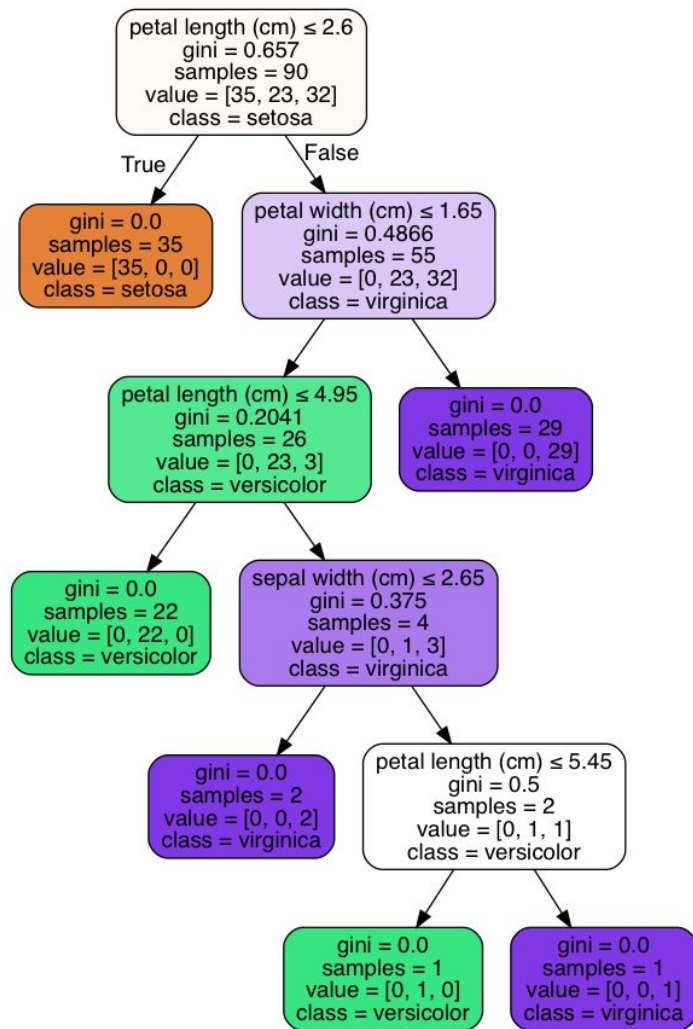 petal length (cm) ≤ 2.6
gini = 0.657
samples = 90
value = [35, 23, 32]
class = setosa
True
False
gini = 0.0
samples = 35
value = [35, 0, 0]
class = setosa
petal width (cm) ≤ 1.65
gini = 0.4866
samples = 55
value = [0, 23, 32]
class = virginica
petal length (cm) ≤ 4.95
gini = 0.2041
samples = 26
value = [0, 23, 3]
class = versicolor
gini = 0.0
samples = 29
value = [0, 0, 29]
class = virginica
gini = 0.0
samples = 22
value = [0, 22, 0]
class = versicolor
sepal width (cm) ≤ 2.65
gini = 0.375
samples = 4
value = [0, 1, 3]
class = virginica
gini = 0.0
samples = 2
value = [0, 0, 2]
class = virginica
petal length (cm) ≤ 5.45
gini = 0.5
samples = 2
value = [0, 1, 1]
class = versicolor
gini = 0.0
samples = 1
value = [0, 1, 0]
class = versicolor
gini = 0.0
samples = 1
value = [0, 0, 1]
class = virginica